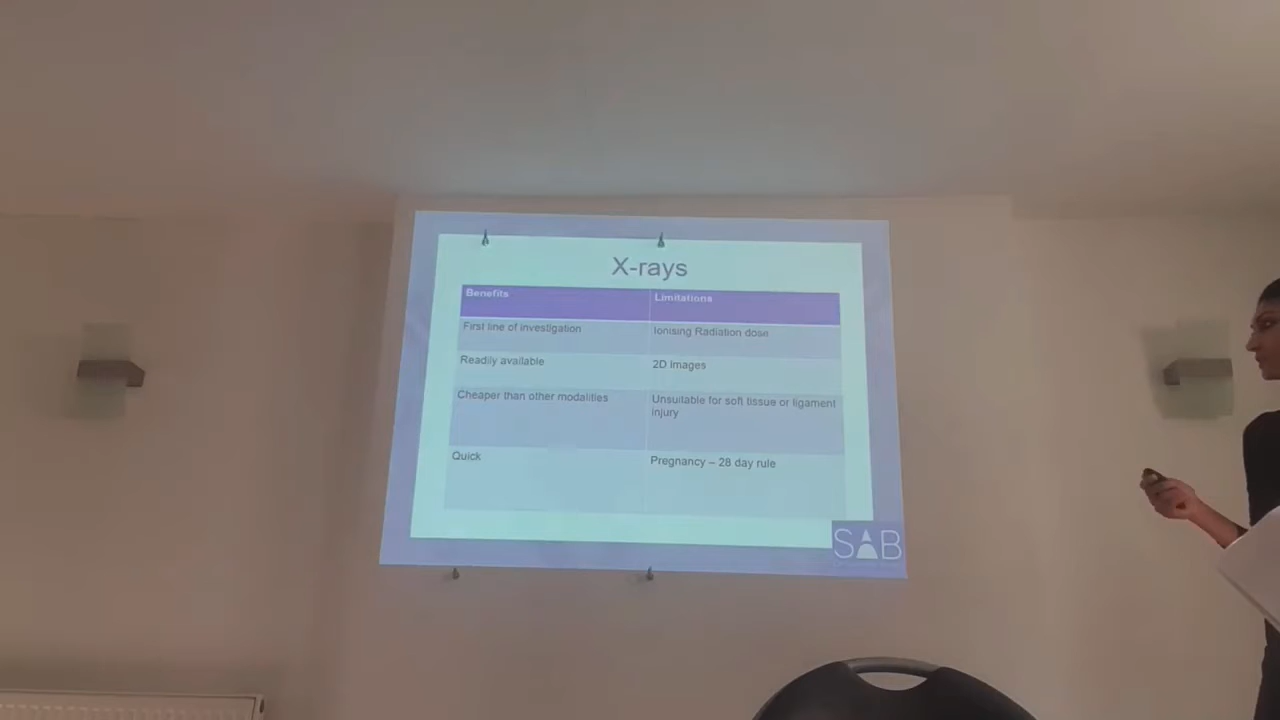 X-rays
Benefits
Limitations
First line of investigation
Ionising Radiation dose
Readily available
2D Images
Cheaper than other modalities
Unsuitable for soft tissue or ligament
injury
Quick
Pregnancy – 28 day rule
SAB